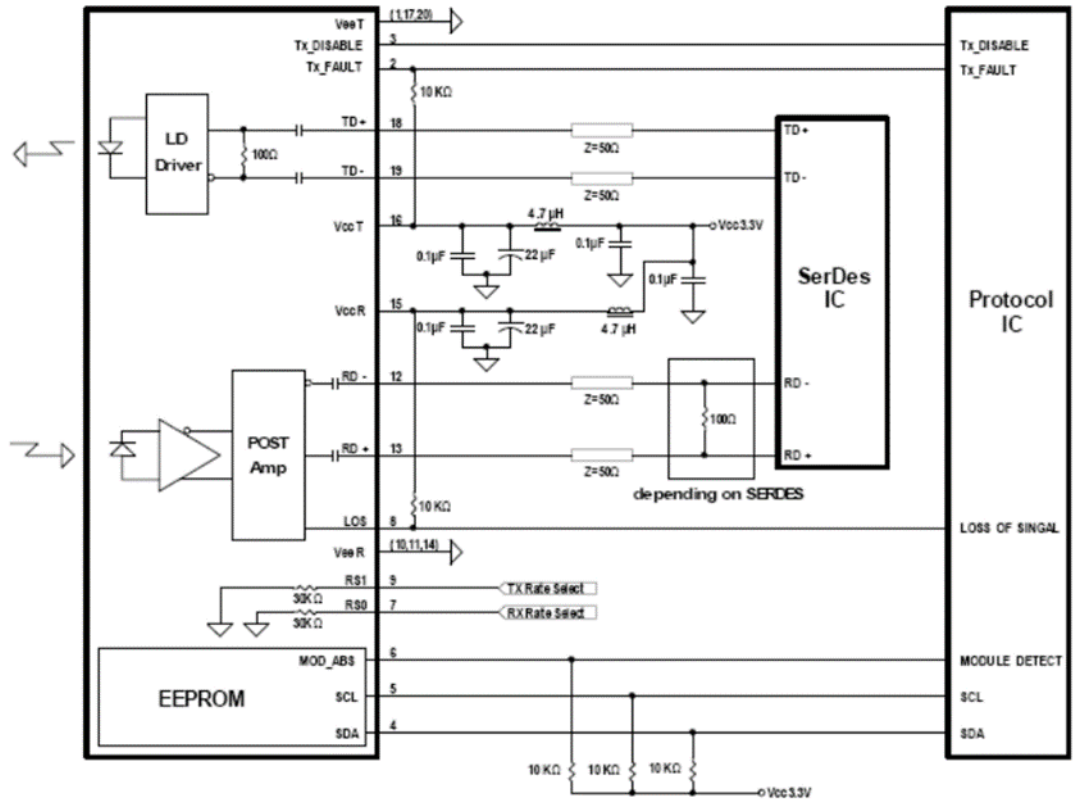 VeeT (1,17,20)
Tx_DISABLE 3 Tx_DISABLE
Tx_FAULT 2 Tx_FAULT
10 KΩ
LD
Driver
100Ω
TD+ 18 Z=50Ω TD+
TD- 19 Z=50Ω TD-
VccT 16 4.7 µH Vcc3.3V
0.1µF 22 µF 0.1µF 0.1µF
SerDes
IC
Protocol
IC
VccR 15 4.7 µH
0.1µF 22 µF
RD - 12 Z=50Ω RD -
100Ω
POST
Amp
RD + 13 Z=50Ω RD +
depending on SERDES
10 KΩ
LOS 8 LOSS OF SINGAL
VeeR (10,11,14)
RS1 9 TX Rate Select
30KΩ
RS0 7 RX Rate Select
30KΩ
MOD_ABS 6 MODULE DETECT
EEPROM
SCL 5 SCL
SDA 4 SDA
10 KΩ 10 KΩ 10 KΩ
Vcc3.3V